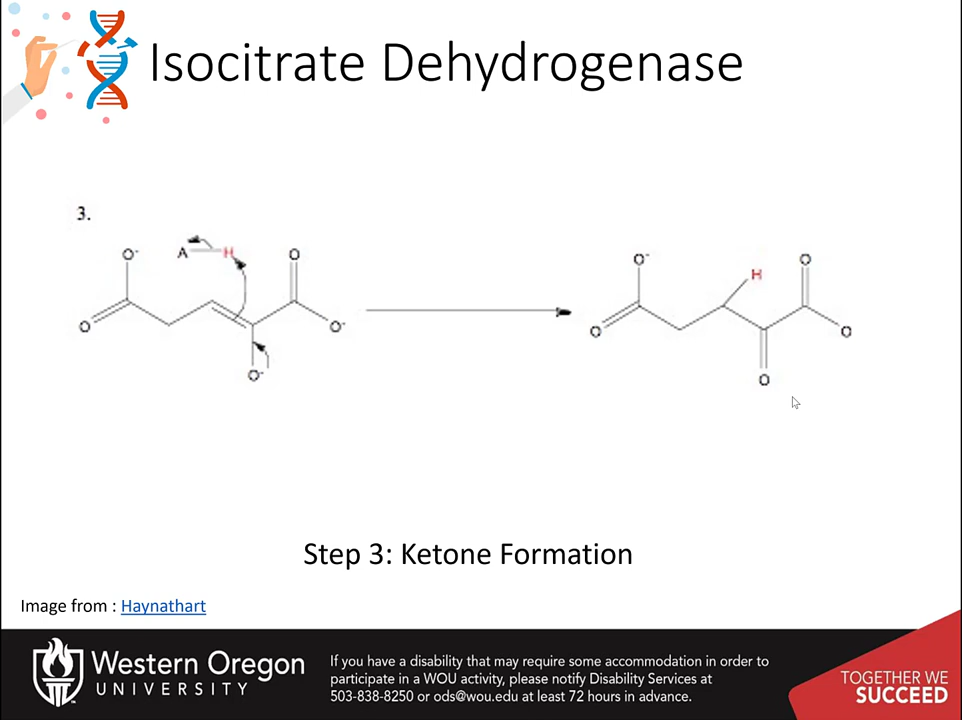 Isocitrate Dehydrogenase
3.
O⁻ A H O
O O⁻
O⁻
O⁻ H O
O O
O
Step 3: Ketone Formation
Image from : Haynathart
Western Oregon
UNIVERSITY
If you have a disability that may require some accommodation in order to
participate in a WOU activity, please notify Disability Services at
503-838-8250 or ods@wou.edu at least 72 hours in advance.
TOGETHER WE
SUCCEED